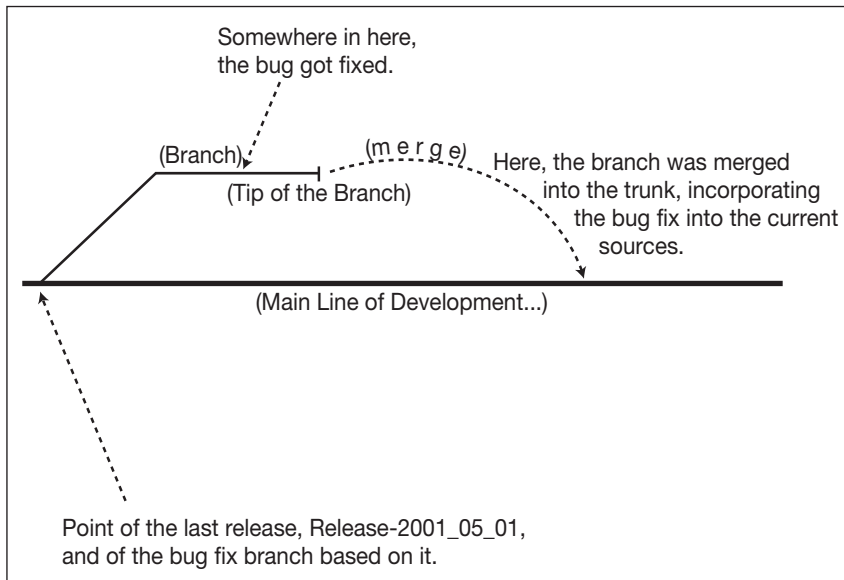 Somewhere in here,
the bug got fixed.
(Branch)
(merge)
(Tip of the Branch)
Here, the branch was merged
into the trunk, incorporating
the bug fix into the current
sources.
(Main Line of Development...)
Point of the last release, Release-2001_05_01,
and of the bug fix branch based on it.